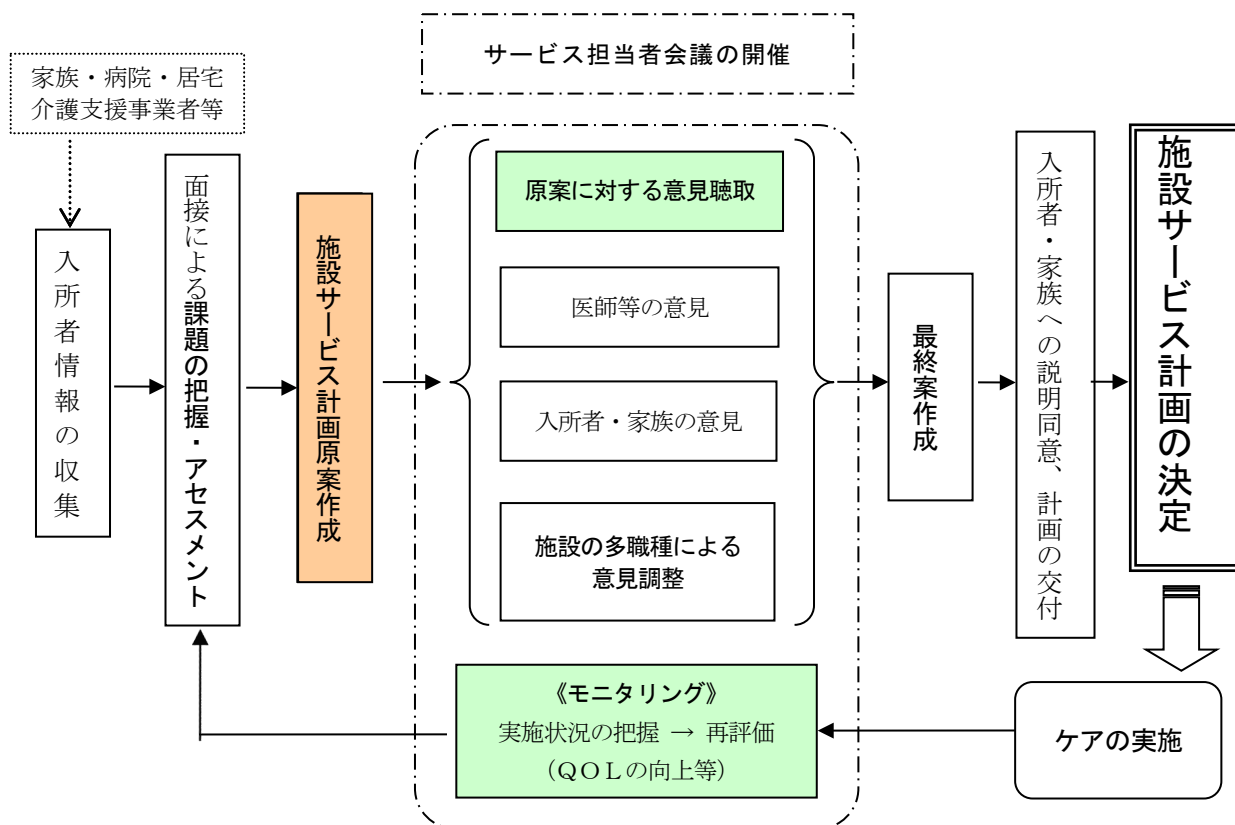 サービス担当者会議の開催
家族・病院・居宅
介護支援事業者等
入所者情報の収集
面接による課題の把握・アセスメント
施設サービス計画原案作成
原案に対する意見聴取
医師等の意見
入所者・家族の意見
施設の多職種による
意見調整
最終案作成
入所者・家族への説明同意、計画の交付
施設サービス計画の決定
《モニタリング》
実施状況の把握 → 再評価
（ＱＯＬの向上等）
ケアの実施